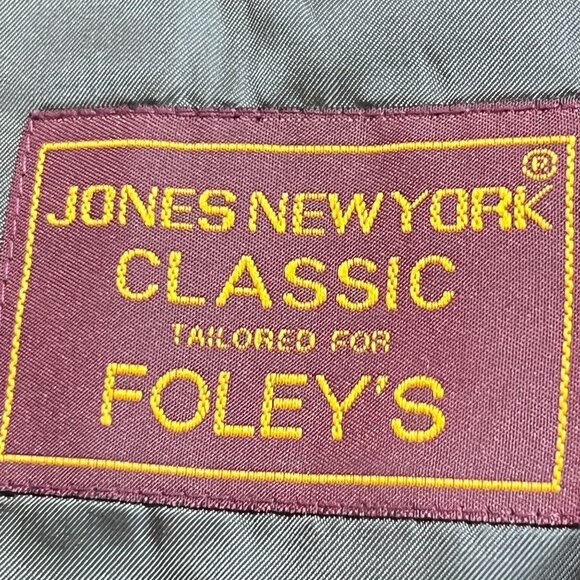 JONES NEW YORK®
CLASSIC
TAILORED FOR
FOLEY'S